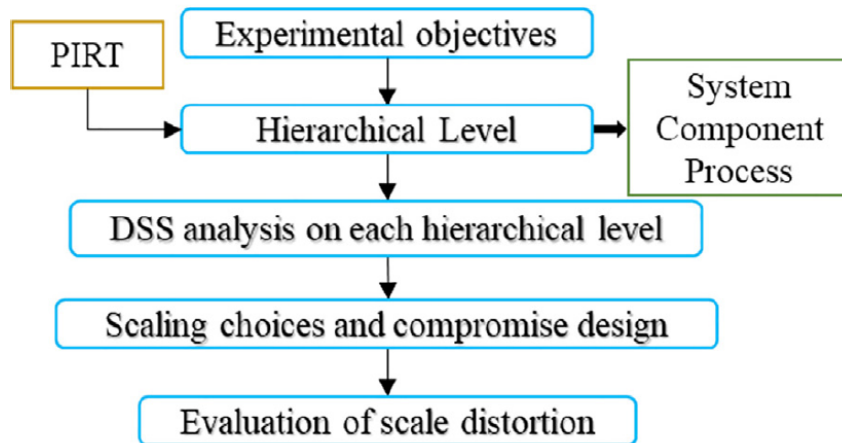 Experimental objectives
PIRT
Hierarchical Level
System
Component
Process
DSS analysis on each hierarchical level
Scaling choices and compromise design
Evaluation of scale distortion